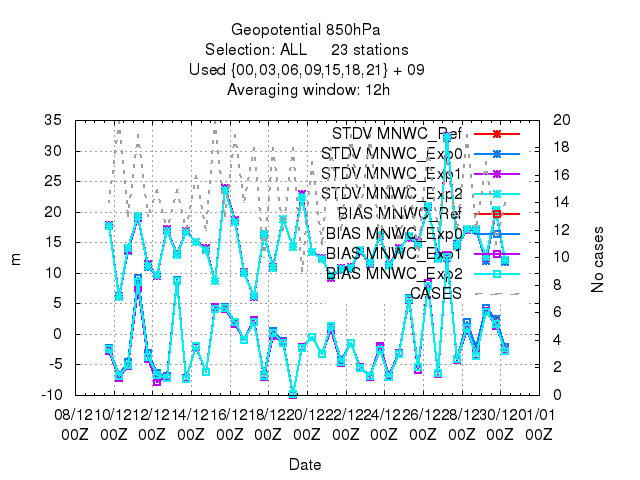 Geopotential 850hPa
Selection: ALL 23 stations
Used {00,03,06,09,15,18,21} + 09
Averaging window: 12h
35 20
30 18
25 16
20 14
15 12
10 10
5 8
0 6
-5 4
-10 2
0
m
No cases
STDV MNWC_Ref
STDV MNWC_Exp0
STDV MNWC_Exp1
STDV MNWC_Exp2
BIAS MNWC_Ref
BIAS MNWC_Exp0
BIAS MNWC_Exp1
BIAS MNWC_Exp2
CASES
08/12 10/12 12/12 14/12 16/12 18/12 20/12 22/12 24/12 26/12 28/12 30/12 01/01
00Z 00Z 00Z 00Z 00Z 00Z 00Z 00Z 00Z 00Z 00Z 00Z 00Z
Date